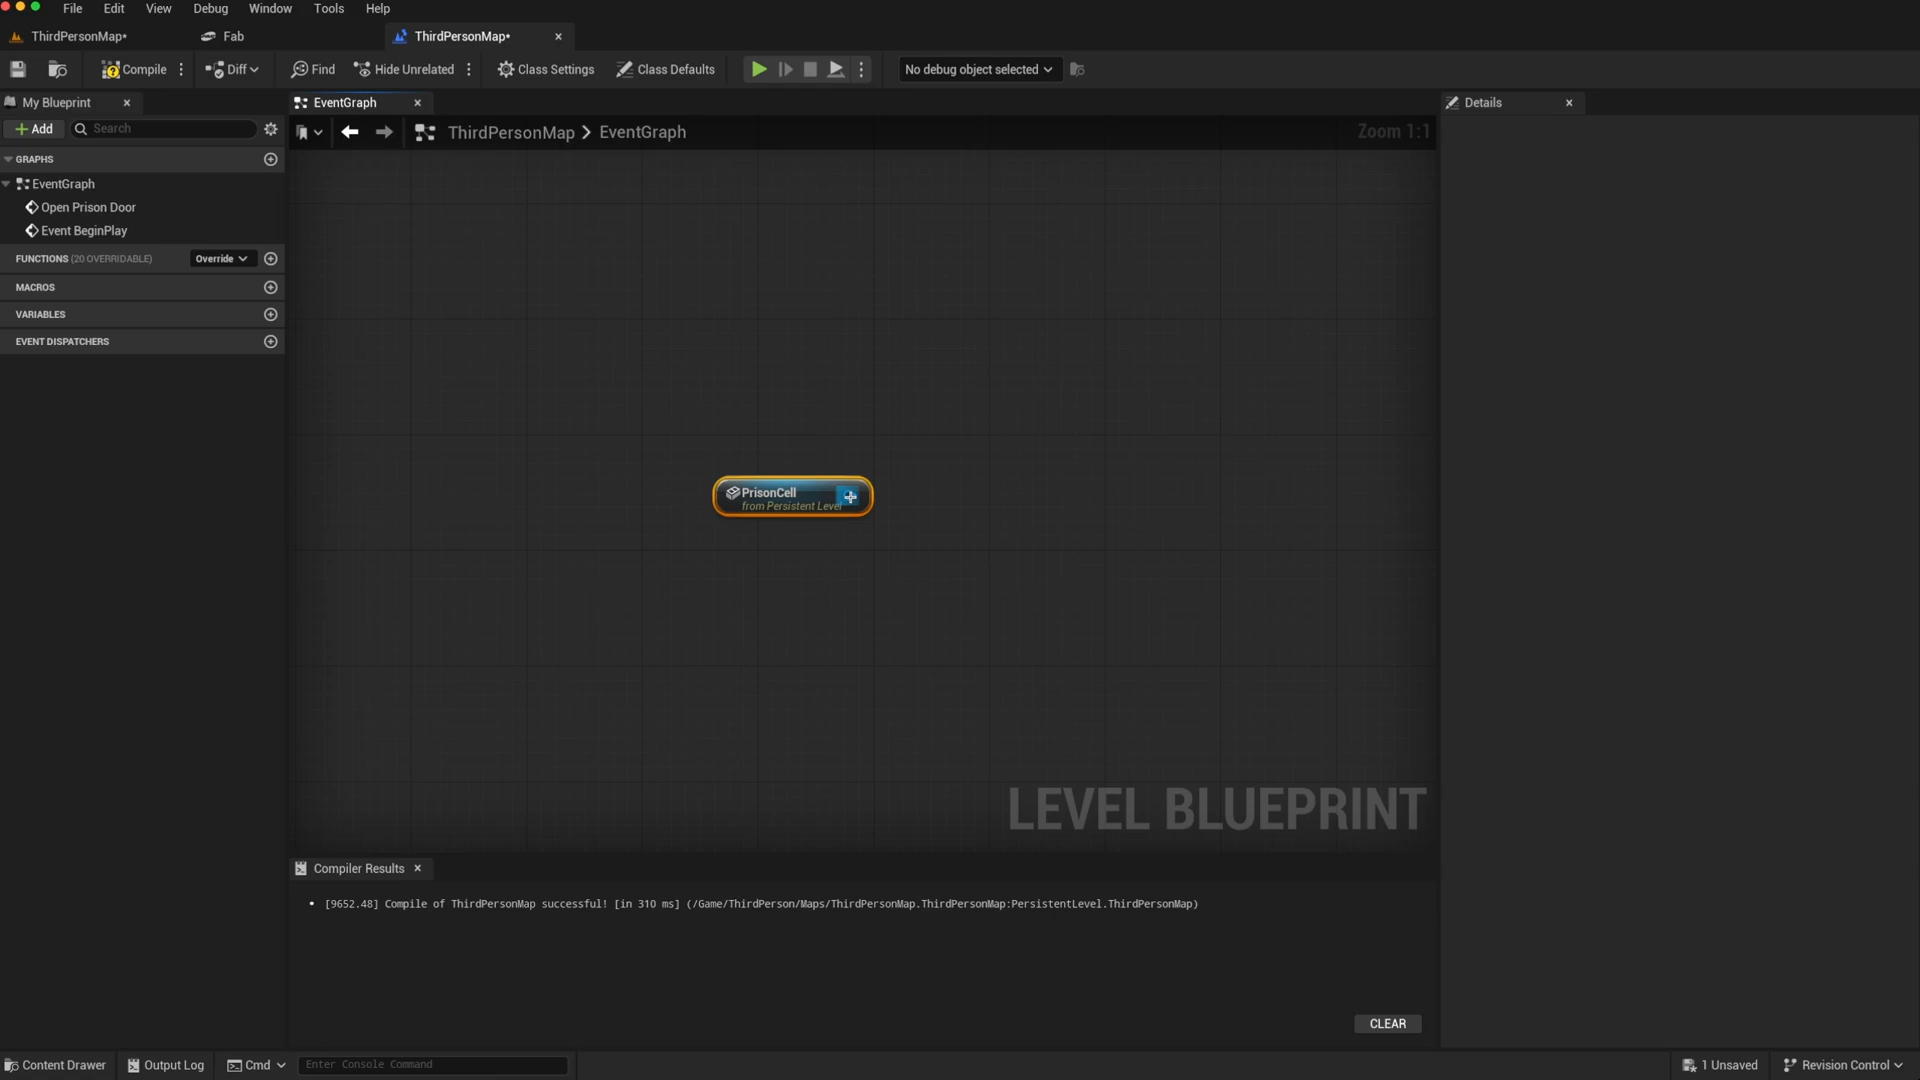 File Edit View Debug Window Tools Help
ThirdPersonMap* Fab ThirdPersonMap*
Compile Diff Find Hide Unrelated Class Settings Class Defaults No debug object selected
My Blueprint EventGraph Details
Add Search ThirdPersonMap > EventGraph Zoom 1:1
GRAPHS
EventGraph
Open Prison Door
Event BeginPlay
FUNCTIONS (20 OVERRIDABLE) Override
MACROS
VARIABLES
EVENT DISPATCHERS
PrisonCell
from Persistent Level
LEVEL BLUEPRINT
Compiler Results
• [9652.48] Compile of ThirdPersonMap successful! [in 310 ms] (/Game/ThirdPerson/Maps/ThirdPersonMap.ThirdPersonMap:PersistentLevel.ThirdPersonMap)
CLEAR
Content Drawer Output Log Cmd Enter Console Command 1 Unsaved Revision Control